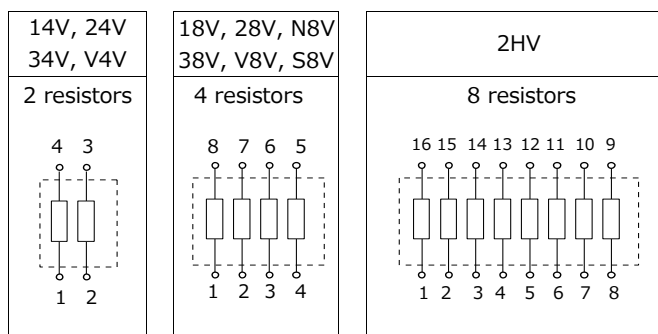 14V, 24V
34V, V4V
2 resistors
4 3
1 2
18V, 28V, N8V
38V, V8V, S8V
4 resistors
8 7 6 5
1 2 3 4
2HV
8 resistors
16 15 14 13 12 11 10 9
1 2 3 4 5 6 7 8